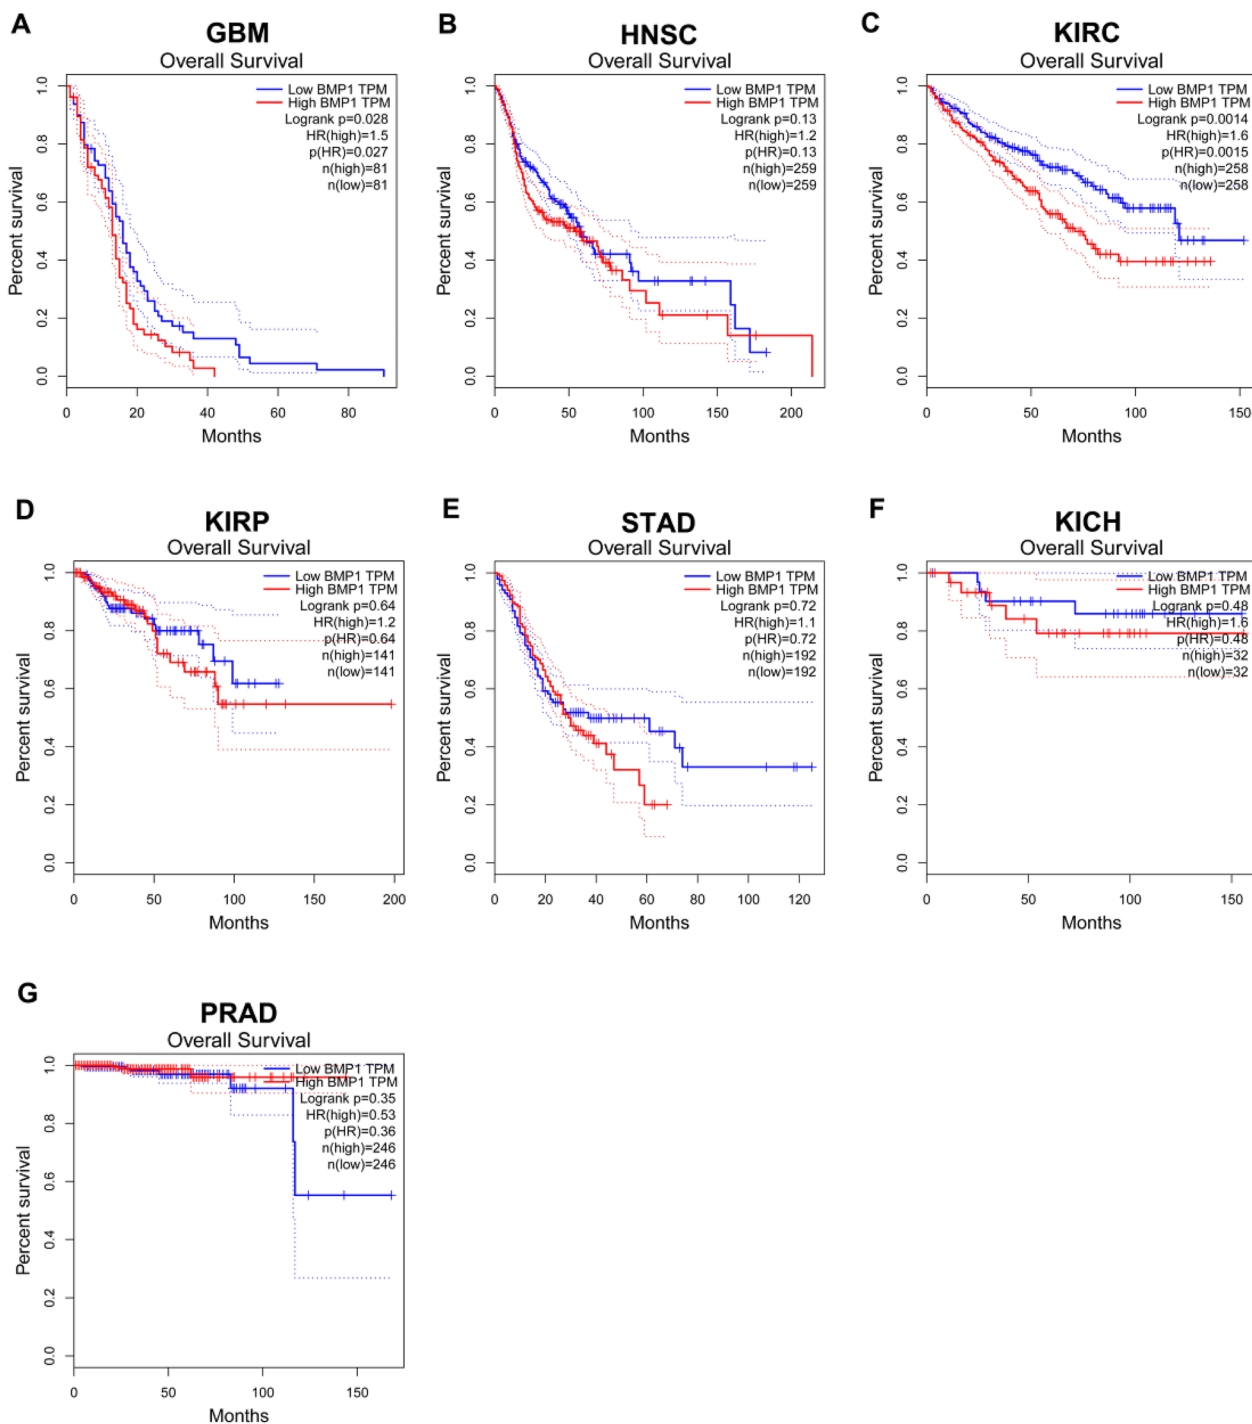 A
GBM
Overall Survival
Low BMP1 TPM
High BMP1 TPM
Logrank p=0.028
HR(high)=1.5
p(HR)=0.027
n(high)=81
n(low)=81
Percent survival
0.0 0.2 0.4 0.6 0.8 1.0
0 20 40 60 80
Months
B
HNSC
Overall Survival
Low BMP1 TPM
High BMP1 TPM
Logrank p=0.13
HR(high)=1.2
p(HR)=0.13
n(high)=259
n(low)=259
Percent survival
0.0 0.2 0.4 0.6 0.8 1.0
0 50 100 150 200
Months
C
KIRC
Overall Survival
Low BMP1 TPM
High BMP1 TPM
Logrank p=0.0014
HR(high)=1.6
p(HR)=0.0015
n(high)=258
n(low)=258
Percent survival
0.0 0.2 0.4 0.6 0.8 1.0
0 50 100 150
Months
D
KIRP
Overall Survival
Low BMP1 TPM
High BMP1 TPM
Logrank p=0.64
HR(high)=1.2
p(HR)=0.64
n(high)=141
n(low)=141
Percent survival
0.0 0.2 0.4 0.6 0.8 1.0
0 50 100 150 200
Months
E
STAD
Overall Survival
Low BMP1 TPM
High BMP1 TPM
Logrank p=0.72
HR(high)=1.1
p(HR)=0.72
n(high)=192
n(low)=192
Percent survival
0.0 0.2 0.4 0.6 0.8 1.0
0 20 40 60 80 100 120
Months
F
KICH
Overall Survival
Low BMP1 TPM
High BMP1 TPM
Logrank p=0.48
HR(high)=1.6
p(HR)=0.48
n(high)=32
n(low)=32
Percent survival
0.0 0.2 0.4 0.6 0.8 1.0
0 50 100 150
Months
G
PRAD
Overall Survival
Low BMP1 TPM
High BMP1 TPM
Logrank p=0.35
HR(high)=0.53
p(HR)=0.36
n(high)=246
n(low)=246
Percent survival
0.0 0.2 0.4 0.6 0.8 1.0
0 50 100 150
Months